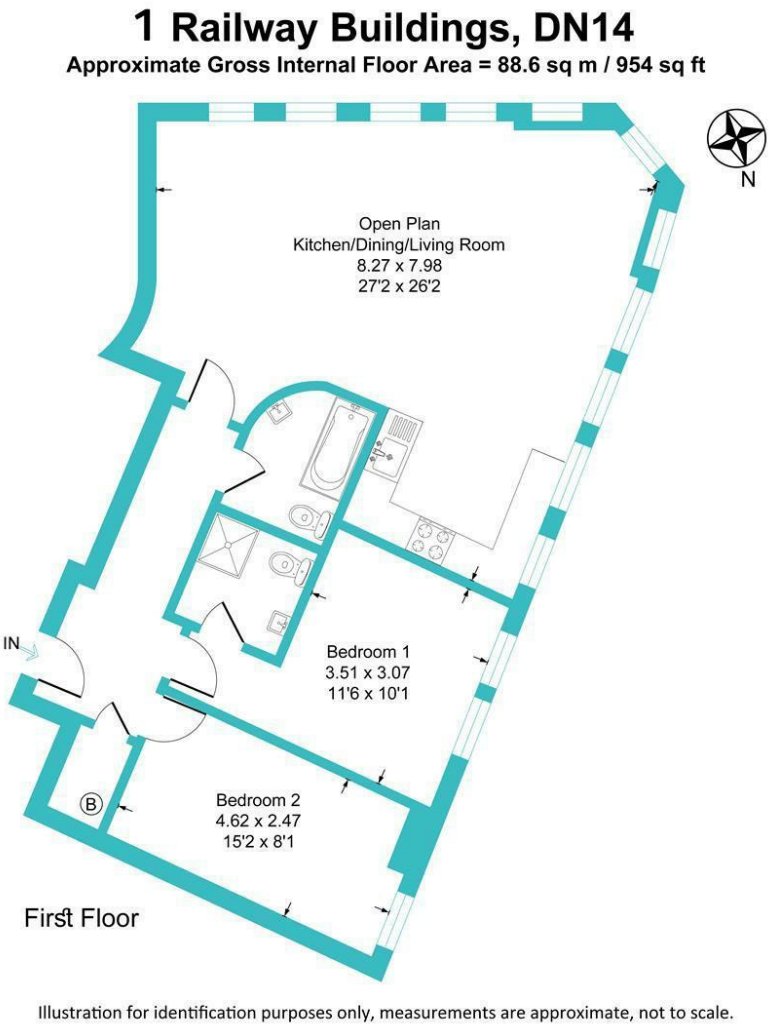 1 Railway Buildings, DN14
Approximate Gross Internal Floor Area = 88.6 sq m / 954 sq ft
N
Open Plan
Kitchen/Dining/Living Room
8.27 x 7.98
27'2 x 26'2
IN
Bedroom 1
3.51 x 3.07
11'6 x 10'1
B
Bedroom 2
4.62 x 2.47
15'2 x 8'1
First Floor
Illustration for identification purposes only, measurements are approximate, not to scale.